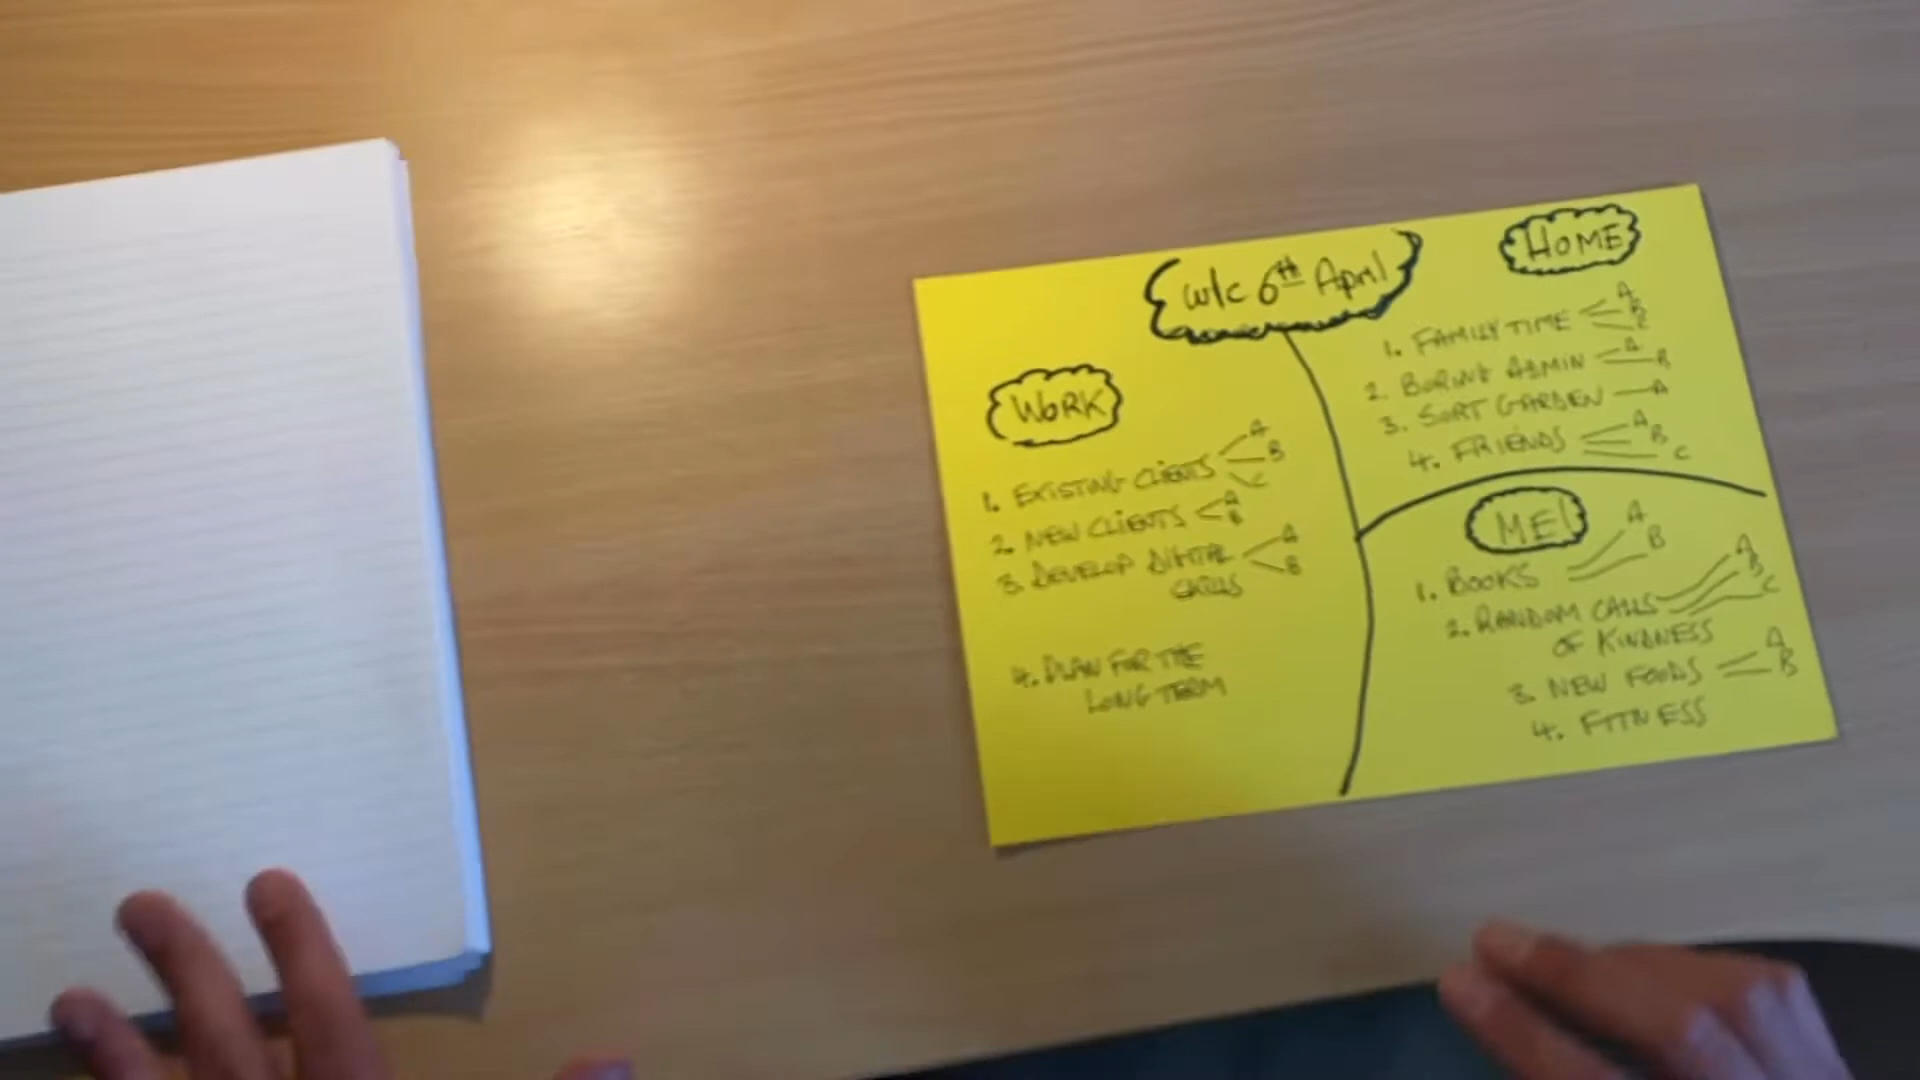 w/c 6th April
WORK
1. EXISTING CLIENTS
A
B
C
2. NEW CLIENTS
A
B
3. DEVELOP DIGITAL
SKILLS
A
B
4. PLAN FOR THE
LONG TERM
HOME
1. FAMILY TIME
A
B
C
2. BORING ADMIN
A
B
3. SORT GARDEN
A
4. FRIENDS
A
B
C
ME!
1. BOOKS
A
B
2. RANDOM CALLS
OF KINDNESS
A
B
C
3. NEW FOODS
A
B
4. FITNESS